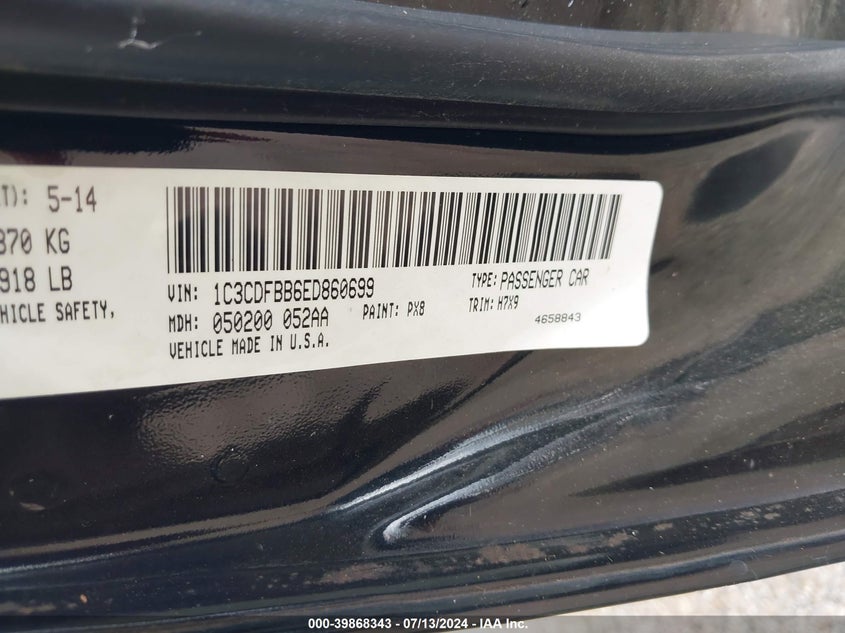 T): 5-14
870 KG
918 LB
HICLE SAFETY,
VIN: 1C3CDFBB6ED860699
TYPE: PASSENGER CAR
MDH: 050200 052AA
PAINT: PX8
TRIM: H7X9
VEHICLE MADE IN U.S.A.
4658843
000-39868343 / 07/13/2024 / IAA Inc.